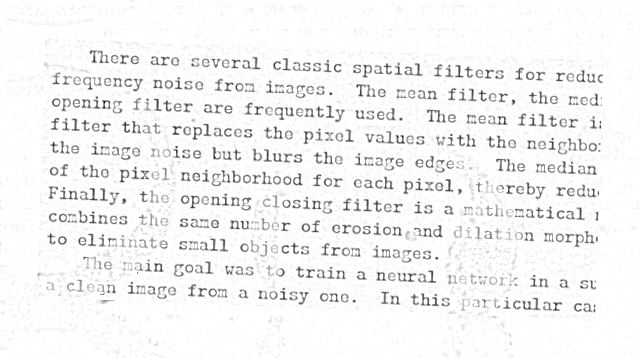 There are several classic spatial filters for reduc
frequency noise from images. The mean filter, the med
opening filter are frequently used. The mean filter i
filter that replaces the pixel values with the neighbo
the image noise but blurs the image edges. The median
of the pixel neighborhood for each pixel, thereby redu
Finally, the opening closing filter is a mathematical
combines the same number of erosion and dilation morph
to eliminate small objects from images.
The main goal was to train a neural network in a su
a clean image from a noisy one. In this particular ca